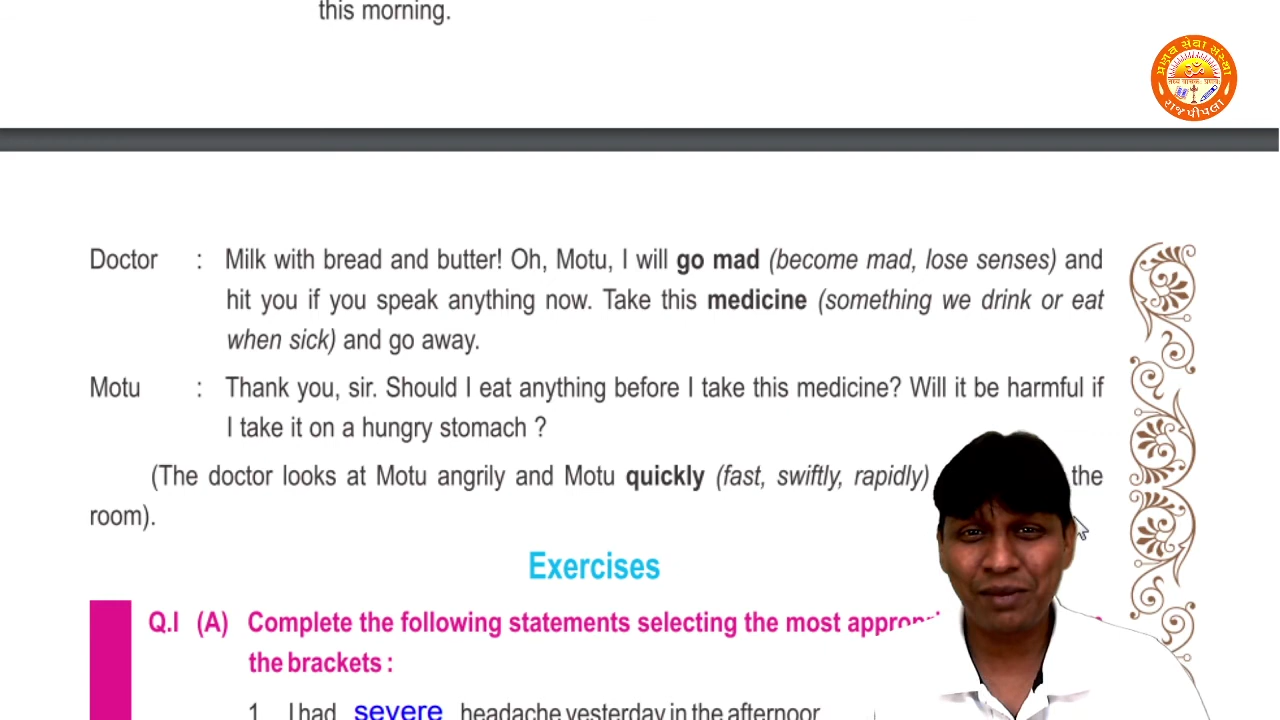 this morning.
પ્રણવ સેવા સંસ્થા
ॐ
રાજપીપલા
Doctor : Milk with bread and butter! Oh, Motu, I will go mad (become mad, lose senses) and
hit you if you speak anything now. Take this medicine (something we drink or eat
when sick) and go away.
Motu : Thank you, sir. Should I eat anything before I take this medicine? Will it be harmful if
I take it on a hungry stomach ?
(The doctor looks at Motu angrily and Motu quickly (fast, swiftly, rapidly) the
room).
Exercises
Q.I (A) Complete the following statements selecting the most
the brackets :
1. I had severe headache yesterday in the afternoon